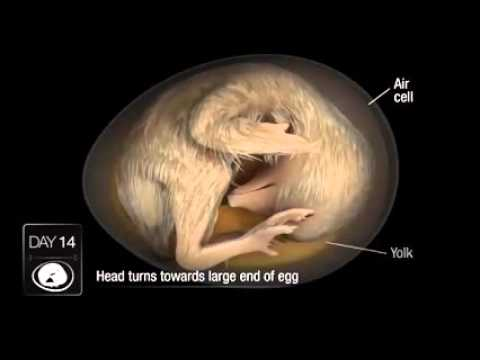 Air
cell
DAY 14
Yolk
Head turns towards large end of egg